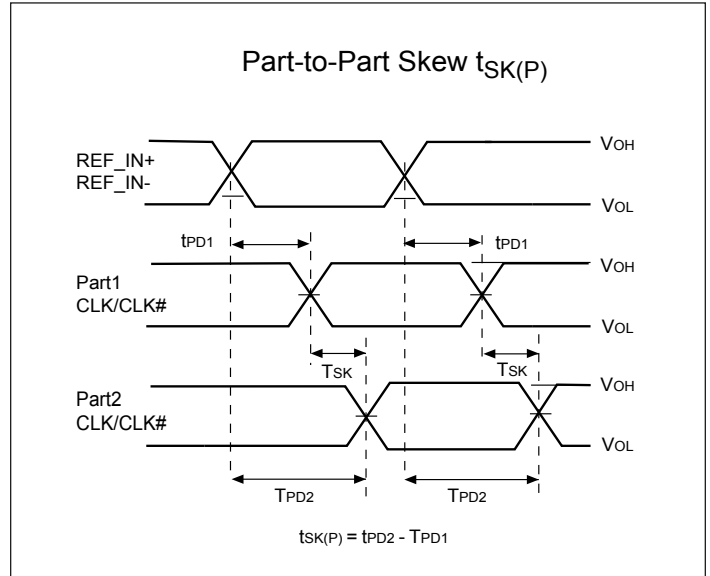 Part-to-Part Skew tSK(P)
REF_IN+
REF_IN-
VOH
VOL
tPD1
tPD1
Part1
CLK/CLK#
VOH
VOL
TSK
TSK
Part2
CLK/CLK#
VOH
VOL
TPD2
TPD2
tSK(P) = tPD2 - TPD1